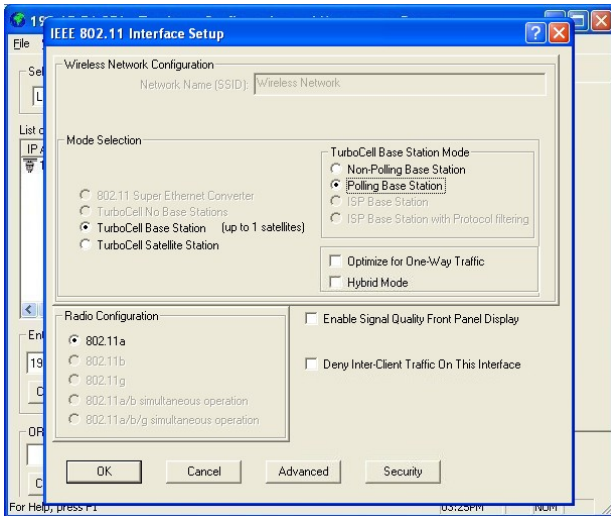 IEEE 802.11 Interface Setup
File
Wireless Network Configuration
Network Name (SSID): Wireless Network
Mode Selection
802.11 Super Ethernet Converter
TurboCell No Base Stations
TurboCell Base Station (up to 1 satellites)
TurboCell Satellite Station
TurboCell Base Station Mode
Non-Polling Base Station
Polling Base Station
ISP Base Station
ISP Base Station with Protocol filtering
Optimize for One-Way Traffic
Hybrid Mode
Radio Configuration
802.11a
802.11b
802.11g
802.11a/b simultaneous operation
802.11a/b/g simultaneous operation
Enable Signal Quality Front Panel Display
Deny Inter-Client Traffic On This Interface
OK Cancel Advanced Security
For Help, press F1
03:25PM NUM